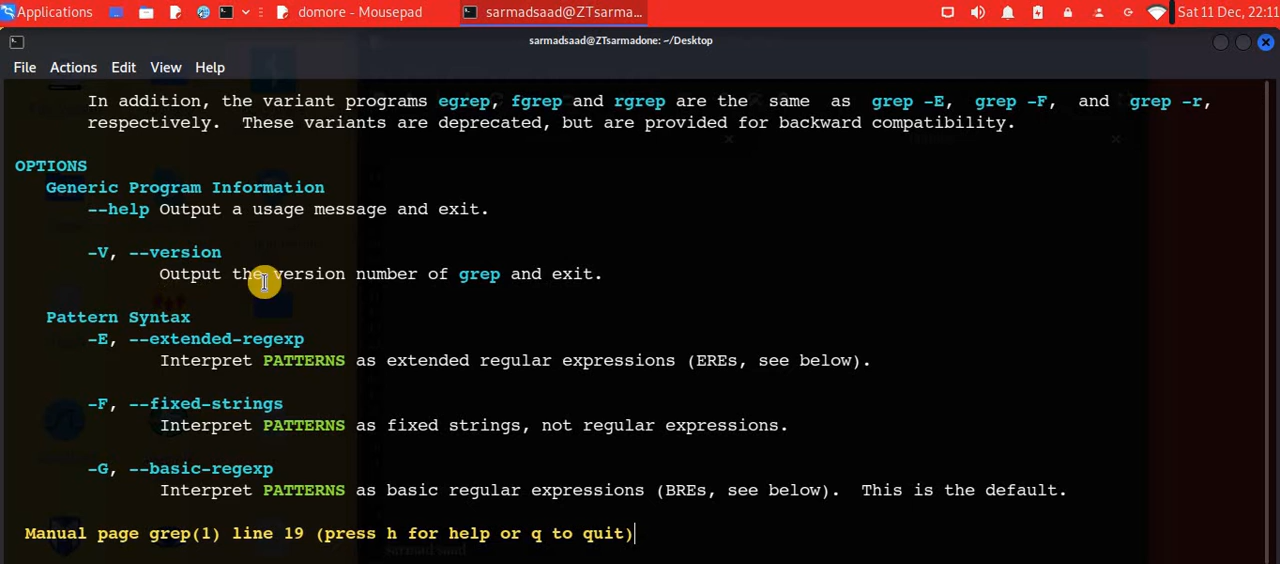 Applications domore - Mousepad sarmadsaad@ZTsarma... Sat 11 Dec, 22:11
sarmadsaad@ZTsarmadone: ~/Desktop
File Actions Edit View Help
In addition, the variant programs egrep, fgrep and rgrep are the same as grep -E, grep -F, and grep -r,
respectively. These variants are deprecated, but are provided for backward compatibility.
OPTIONS
Generic Program Information
--help Output a usage message and exit.
-V, --version
Output the version number of grep and exit.
Pattern Syntax
-E, --extended-regexp
Interpret PATTERNS as extended regular expressions (EREs, see below).
-F, --fixed-strings
Interpret PATTERNS as fixed strings, not regular expressions.
-G, --basic-regexp
Interpret PATTERNS as basic regular expressions (BREs, see below). This is the default.
Manual page grep(1) line 19 (press h for help or q to quit)
sarmad saad